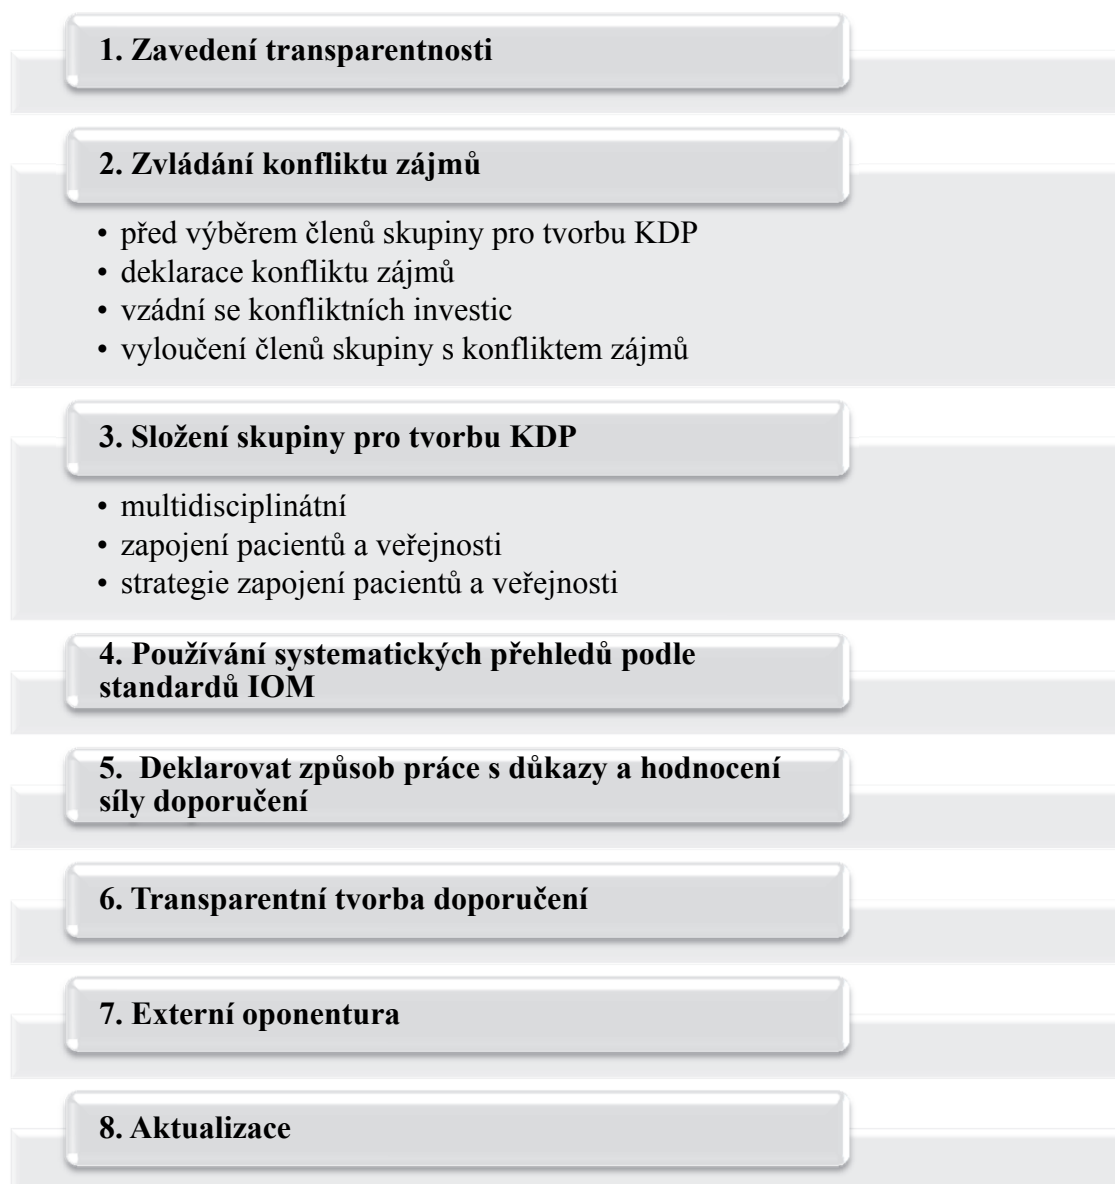 1. Zavedení transparentnosti
2. Zvládání konfliktu zájmů
• před výběrem členů skupiny pro tvorbu KDP
• deklarace konfliktu zájmů
• vzádní se konfliktních investic
• vyloučení členů skupiny s konfliktem zájmů
3. Složení skupiny pro tvorbu KDP
• multidisciplinátní
• zapojení pacientů a veřejnosti
• strategie zapojení pacientů a veřejnosti
4. Používání systematických přehledů podle
standardů IOM
5. Deklarovat způsob práce s důkazy a hodnocení
síly doporučení
6. Transparentní tvorba doporučení
7. Externí oponentura
8. Aktualizace